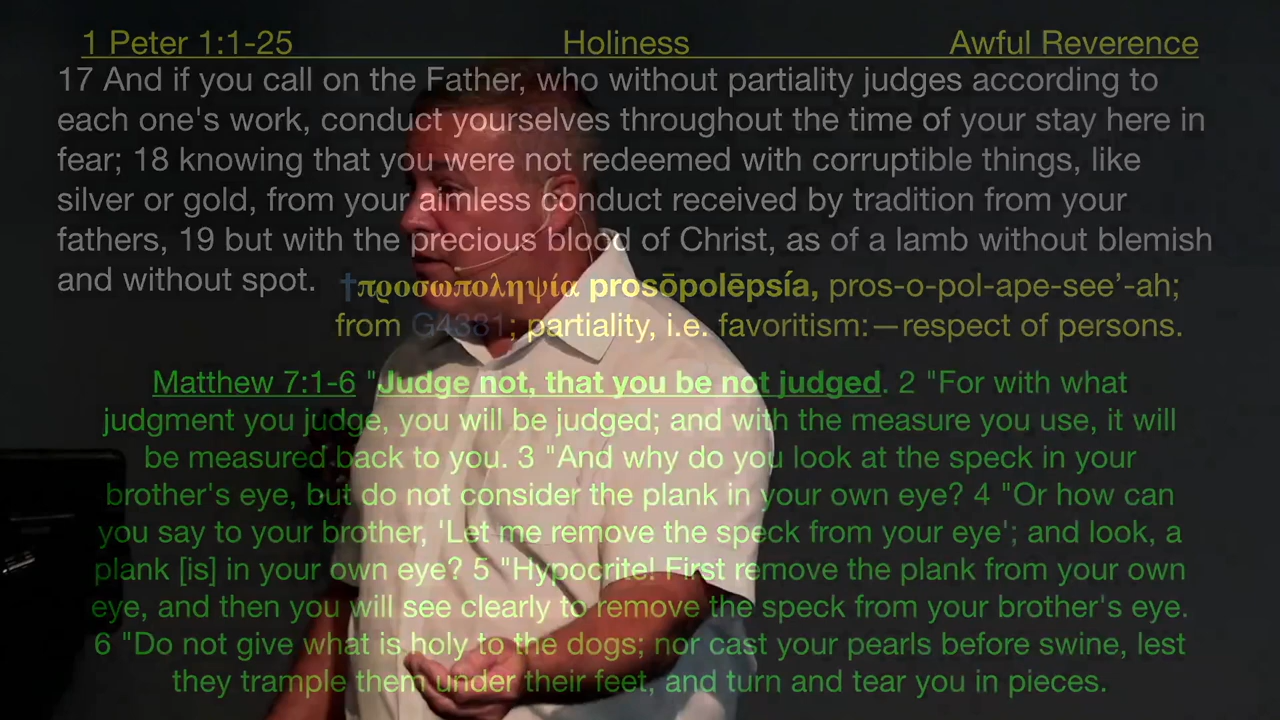 1 Peter 1:1-25 Holiness Awful Reverence
17 And if you call on the Father, who without partiality judges according to
each one's work, conduct yourselves throughout the time of your stay here in
fear; 18 knowing that you were not redeemed with corruptible things, like
silver or gold, from your aimless conduct received by tradition from your
fathers, 19 but with the precious blood of Christ, as of a lamb without blemish
and without spot.
†προσωποληψία prosōpolēpsía, pros-o-pol-ape-see’-ah;
from G4381; partiality, i.e. favoritism:—respect of persons.
Matthew 7:1-6 "Judge not, that you be not judged. 2 "For with what
judgment you judge, you will be judged; and with the measure you use, it will
be measured back to you. 3 "And why do you look at the speck in your
brother's eye, but do not consider the plank in your own eye? 4 "Or how can
you say to your brother, 'Let me remove the speck from your eye'; and look, a
plank [is] in your own eye? 5 "Hypocrite! First remove the plank from your own
eye, and then you will see clearly to remove the speck from your brother's eye.
6 "Do not give what is holy to the dogs; nor cast your pearls before swine, lest
they trample them under their feet, and turn and tear you in pieces.